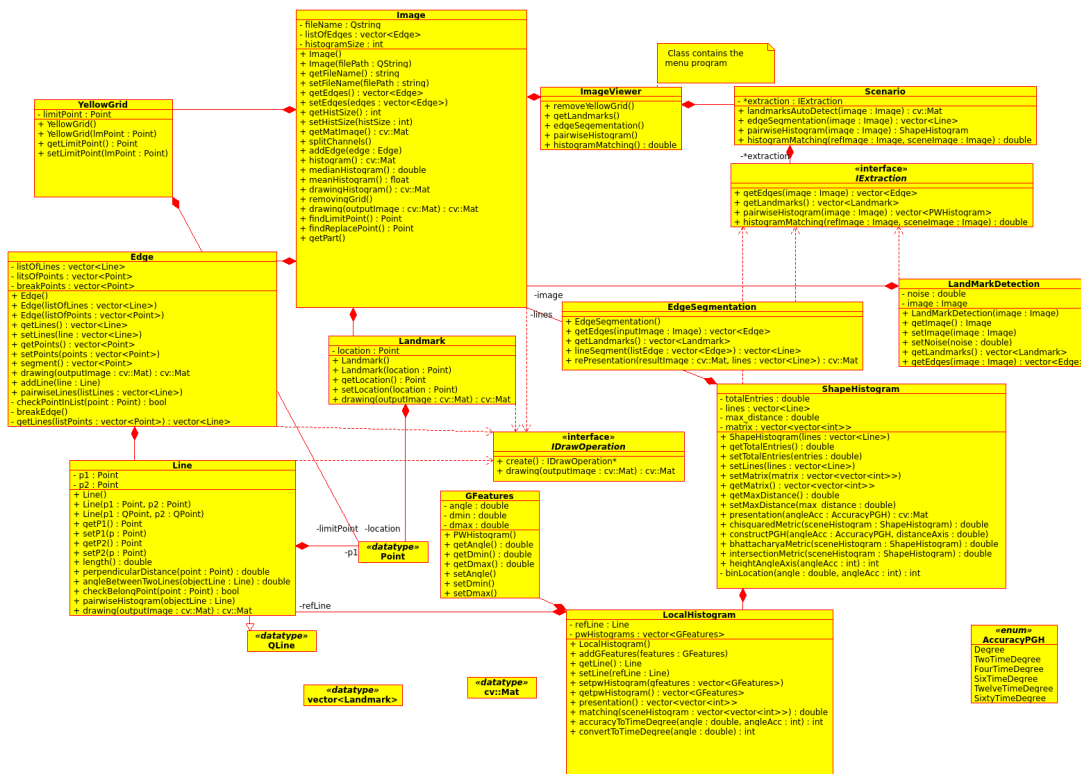 Image
- fileName : Qstring
- listOfEdges : vector<Edge>
- histogramSize : int
+ Image()
+ Image(filePath : QString)
+ getFileName() : string
+ setFileName(filePath : string)
+ getEdges() : vector<Edge>
+ setEdges(edges : vector<Edge>)
+ getHistSize() : int
+ setHistSize(histSize : int)
+ getMatImage() : cv::Mat
+ splitChannels()
+ addEdge(edge : Edge)
+ histogram() : cv::Mat
+ medianHistogram() : double
+ meanHistogram() : float
+ drawingHistogram() : cv::Mat
+ removingGrid()
+ drawing(outputImage : cv::Mat) : cv::Mat
+ findLimitPoint() : Point
+ findReplacePoint() : Point
+ getPart()
Class contains the
menu program
YellowGrid
- limitPoint : Point
+ YellowGrid()
+ YellowGrid(lmPoint : Point)
+ getLimitPoint() : Point
+ setLimitPoint(lmPoint : Point)
ImageViewer
+ removeYellowGrid()
+ getLandmarks()
+ edgeSegementation()
+ pairwiseHistogram()
+ histogramMatching() : double
Scenario
- *extraction : IExtraction
+ landmarksAutoDetect(image : Image) : cv::Mat
+ edgeSegmentation(image : Image) : vector<Line>
+ pairwiseHistogram(image : Image) : ShapeHistogram
+ histogramMatching(refImage : Image, sceneImage : Image) : double
-*extraction
«interface»
IExtraction
+ getEdges(image : Image) : vector<Edge>
+ getLandmarks() : vector<Landmark>
+ pairwiseHistogram(image : Image) : vector<PWHistogram>
+ histogramMatching(refImage : Image, sceneImage : Image) : double
Edge
- listOfLines : vector<Line>
- litsOfPoints : vector<Point>
- breakPoints : vector<Point>
+ Edge()
+ Edge(listOfLines : vector<Line>)
+ Edge(listOfPoints : vector<Point>)
+ getLines() : vector<Line>
+ setLines(line : vector<Line>)
+ getPoints() : vector<Point>
+ setPoints(points : vector<Point>)
+ segment() : vector<Point>
+ drawing(outputImage : cv::Mat) : cv::Mat
+ addLine(line : Line)
+ pairwiseLines(listLines : vector<Line>)
- checkPointInList(point : Point) : bool
- breakEdge()
- getLines(listPoints : vector<Point>) : vector<Line>
-image
-lines
LandMarkDetection
- noise : double
- image : Image
+ LandMarkDetection(image : Image)
+ getImage() : Image
+ setImage(image : Image)
+ setNoise(noise : double)
+ getLandmarks() : vector<Landmark>
+ getEdges(image : Image) : vector<Edge>
EdgeSegmentation
+ EdgeSegmentation()
+ getEdges(inputImage : Image) : vector<Edge>
+ getLandmarks() : vector<Landmark>
+ lineSegment(listEdge : vector<Edge>) : vector<Line>
+ rePresentation(resultImage : cv::Mat, lines : vector<Line>) : cv::Mat
Landmark
- location : Point
+ Landmark()
+ Landmark(location : Point)
+ getLocation() : Point
+ setLocation(location : Point)
+ drawing(outputImage : cv::Mat) : cv::Mat
ShapeHistogram
- totalEntries : double
- lines : vector<Line>
- max_distance : double
- matrix : vector<vector<int>>
+ ShapeHistogram(lines : vector<Line>)
+ getTotalEntries() : double
+ setTotalEntries(entries : double)
+ setLines(lines : vector<Line>)
+ setMatrix(matrix : vector<vector<int>>)
+ getMatrix() : vector<vector<int>>
+ getMaxDistance() : double
+ setMaxDistance(max_distance : double)
+ presentation(angleAcc : AccuracyPGH) : cv::Mat
+ chisquaredMetric(sceneHistogram : ShapeHistogram) : double
+ constructPGH(angleAcc : AccuracyPGH, distanceAxis : double)
+ bhattacharyaMetric(sceneHistogram : ShapeHistogram) : double
+ intersectionMetric(sceneHistogram : ShapeHistogram) : double
+ heightAngleAxis(angleAcc : int) : int
- binLocation(angle : double, angleAcc : int) : int
«interface»
IDrawOperation
+ create() : IDrawOperation*
+ drawing(outputImage : cv::Mat) : cv::Mat
Line
- p1 : Point
- p2 : Point
+ Line()
+ Line(p1 : Point, p2 : Point)
+ Line(p1 : QPoint, p2 : QPoint)
+ getP1() : Point
+ setP1(p : Point)
+ getP2() : Point
+ setP2(p : Point)
+ length() : double
+ perpendicularDistance(point : Point) : double
+ angleBetweenTwoLines(objectLine : Line) : double
+ checkBelongPoint(point : Point) : bool
+ pairwiseHistogram(objectLine : Line)
+ drawing(outputImage : cv::Mat) : cv::Mat
GFeatures
- angle : double
- dmin : double
- dmax : double
+ PWHistogram()
+ getAngle() : double
+ getDmin() : double
+ getDmax() : double
+ setAngle()
+ setDmin()
+ setDmax()
-limitPoint
-location
-p1
«datatype»
Point
-refLine
«datatype»
QLine
LocalHistogram
- refLine : Line
- pwHistograms : vector<GFeatures>
+ LocalHistogram()
+ addGFeatures(features : GFeatures)
+ getLine() : Line
+ setLine(refLine : Line)
+ setpwHistogram(gfeatures : vector<GFeatures>)
+ getpwHistogram() : vector<GFeatures>
+ presentation() : vector<vector<int>>
+ matching(sceneHistogram : vector<vector<int>>) : double
+ accuracyToTimeDegree(angle : double, angleAcc : int) : int
+ convertToTimeDegree(angle : double) : int
«enum»
AccuracyPGH
Degree
TwoTimeDegree
FourTimeDegree
SixTimeDegree
TwelveTimeDegree
SixtyTimeDegree
«datatype»
vector<Landmark>
«datatype»
cv::Mat